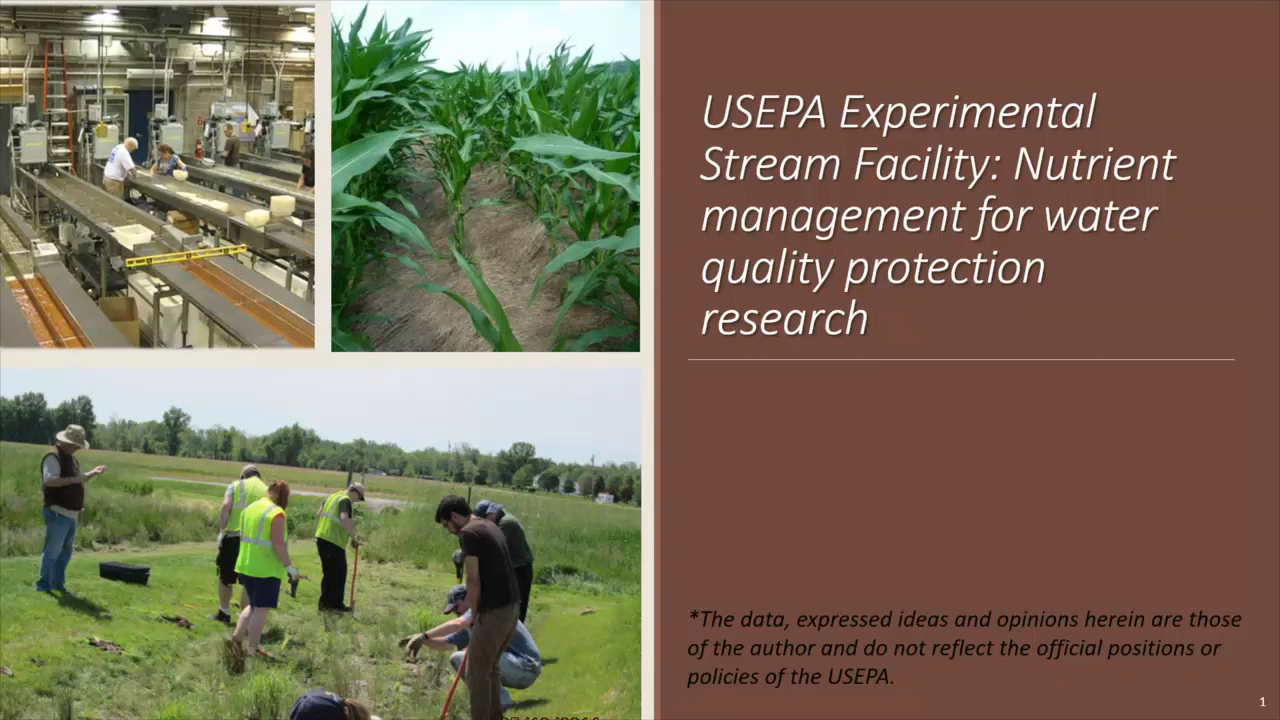 USEPA Experimental
Stream Facility: Nutrient
management for water
quality protection
research
*The data, expressed ideas and opinions herein are those
of the author and do not reflect the official positions or
policies of the USEPA.
1